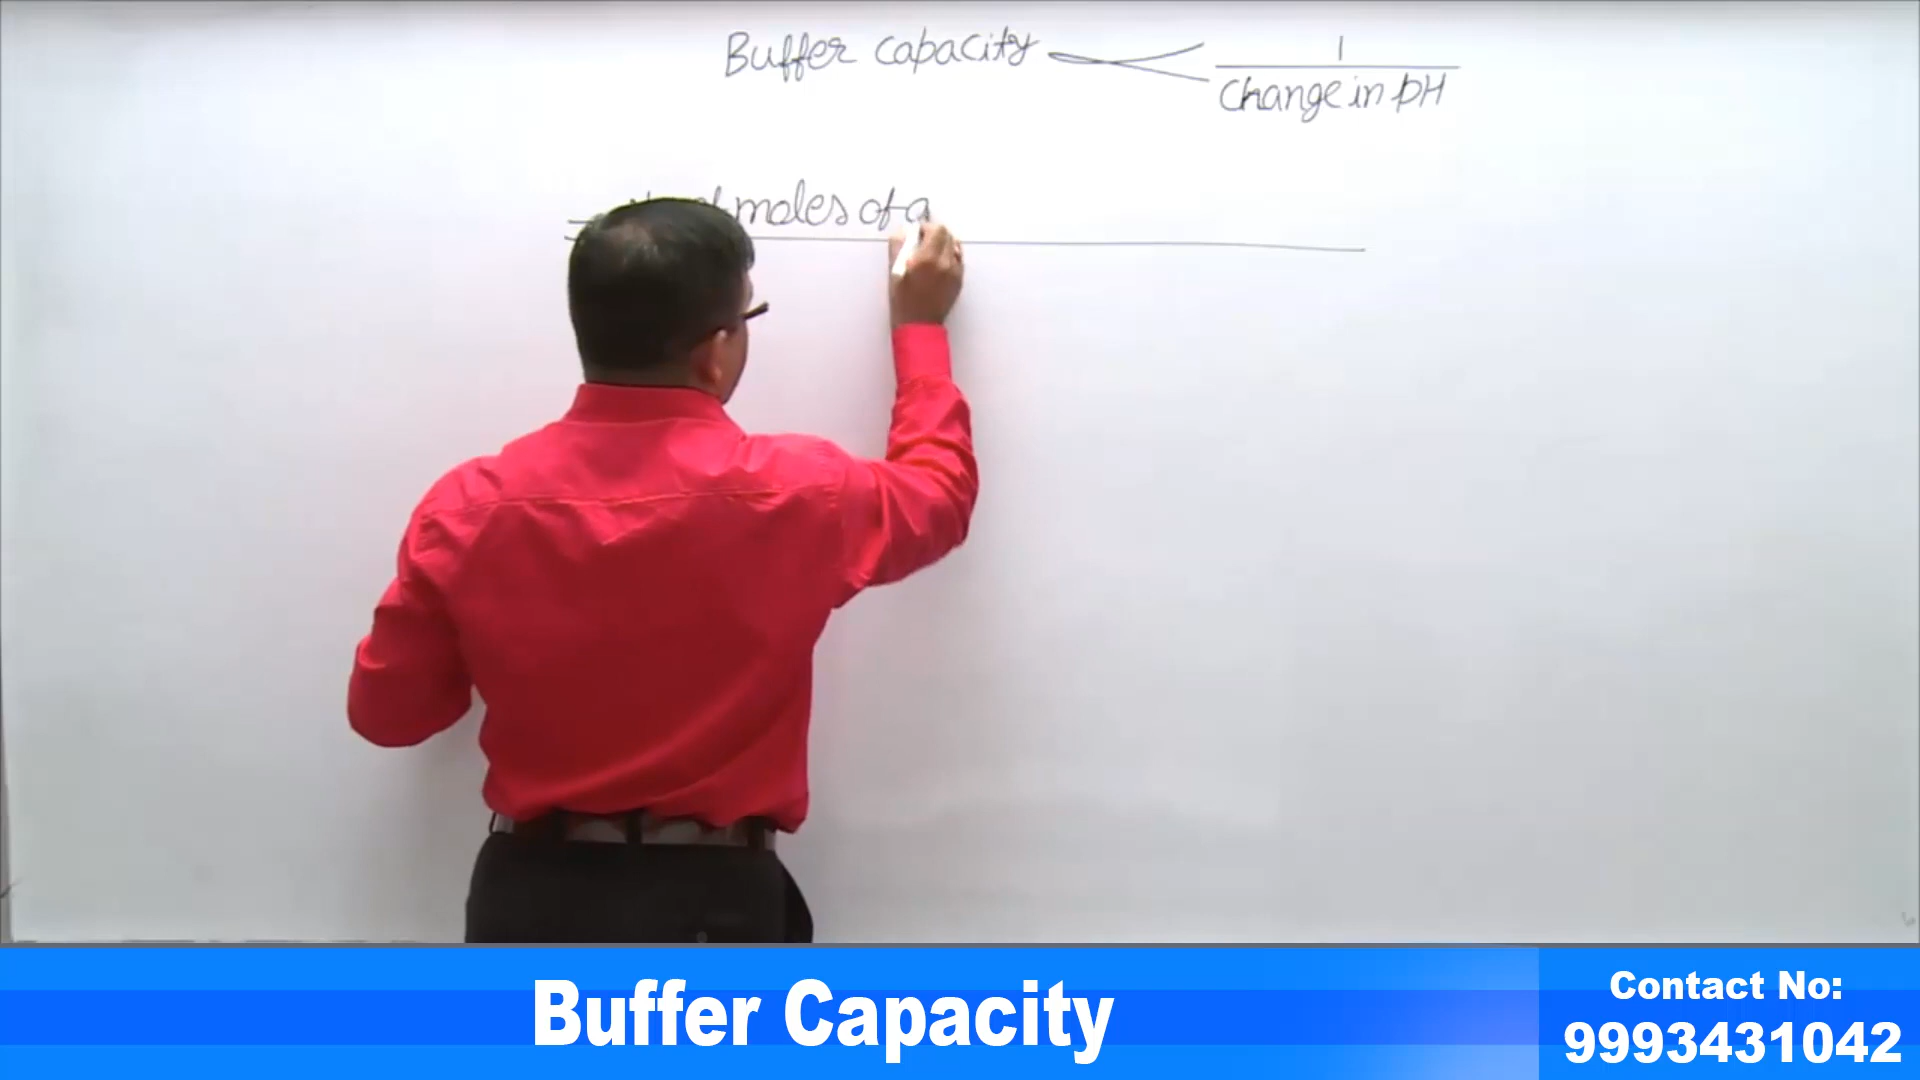 Buffer capacity 1
Change in pH
moles of a
Buffer Capacity
Contact No:
9993431042